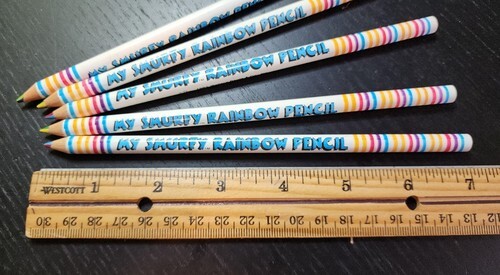 MY SMURFY RAINBOW PENCIL
MY SMURFY RAINBOW PENCIL
MY SMURFY RAINBOW PENCIL
MY SMURFY RAINBOW PENCIL
WESTCOTT 1 2 3 4 5 6 7
30 29 28 27 26 25 24 23 22 21 20 19 18 17 16 15 14 13 12